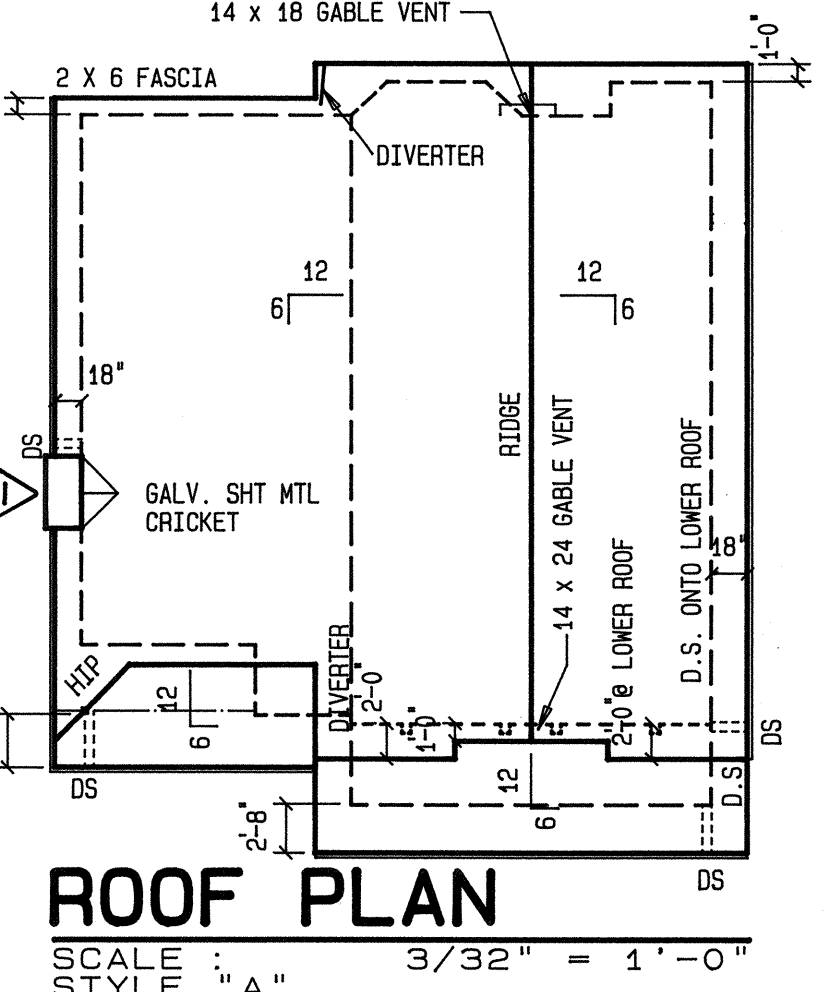 14 x 18 GABLE VENT
1'-0"
2 X 6 FASCIA
DIVERTER
12
6
12
6
18"
DS
GALV. SHT MTL
CRICKET
RIDGE
14 x 24 GABLE VENT
2'-0"@ LOWER ROOF
D.S. ONTO LOWER ROOF
18"
HIP
12
6
DIVERTER
2'-0"
1'-0"
DS
DS
12
6
D.S
2'-8"
DS
ROOF PLAN
SCALE : 3/32" = 1'-0"
STYLE "A"